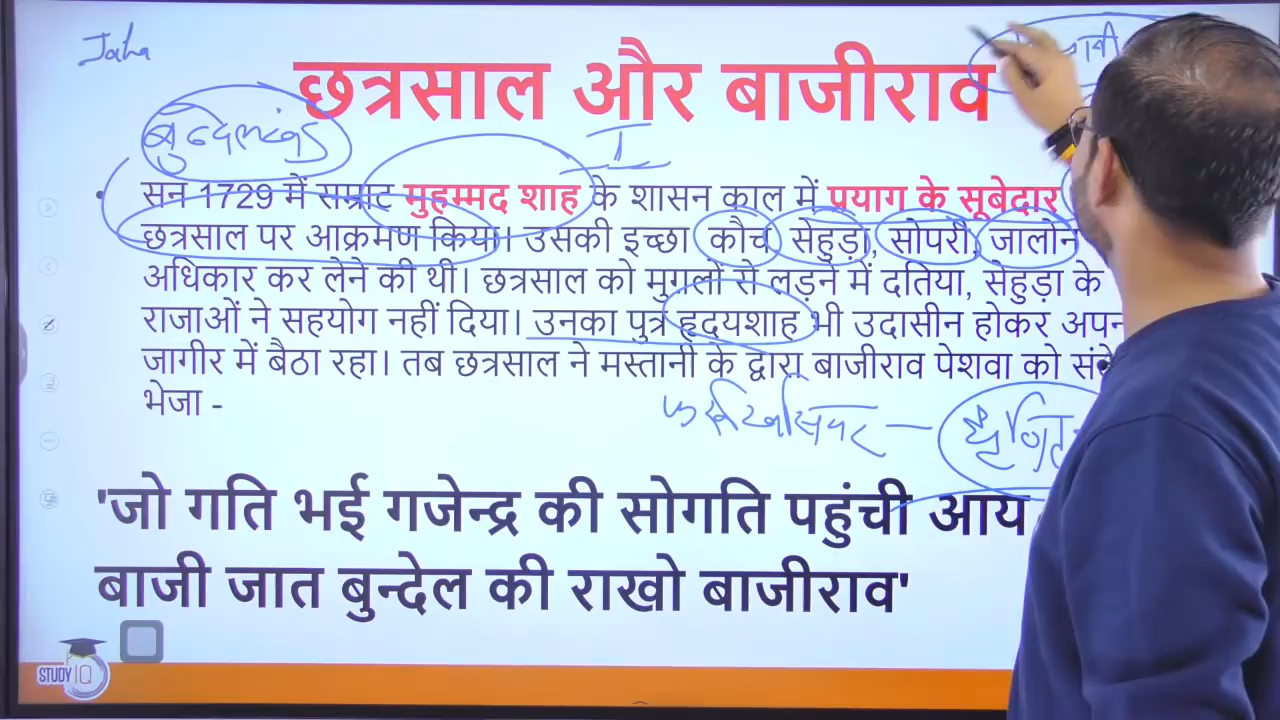 Jaha
छत्रसाल और बाजीराव
बुन्देलखंड
I
सन 1729 में सम्राट मुहम्मद शाह के शासन काल में प्रयाग के सूबेदार
छत्रसाल पर आक्रमण किया। उसकी इच्छा कौच सेहुड़ा, सोपरी, जालोन
अधिकार कर लेने की थी। छत्रसाल को मुगलों से लड़ने में दतिया, सेहुड़ा के
राजाओं ने सहयोग नहीं दिया। उनका पुत्र हृदयशाह भी उदासीन होकर अपन
जागीर में बैठा रहा। तब छत्रसाल ने मस्तानी के द्वारा बाजीराव पेशवा को संदे
भेजा -
'जो गति भई गजेन्द्र की सोगति पहुंची आय
बाजी जात बुन्देल की राखो बाजीराव'
STUDY IQ